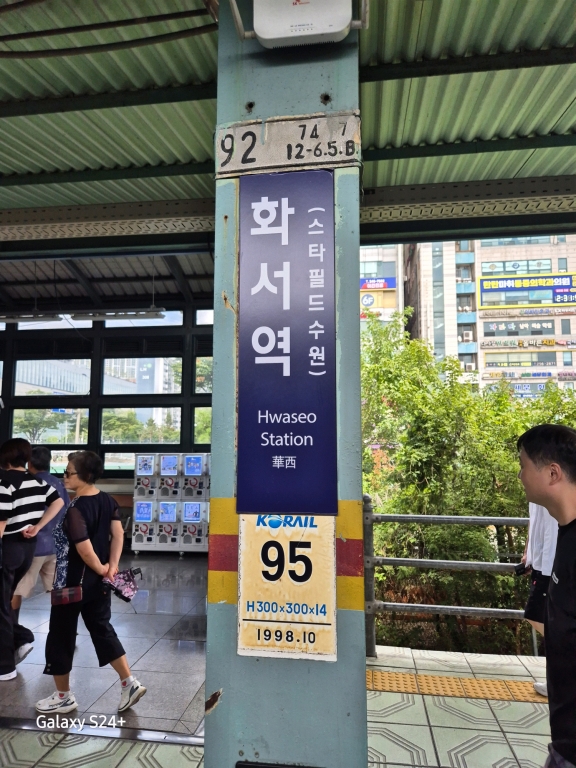 92
74 7
12-6.5.B
화서역
(스타필드수원)
Hwaseo
Station
華西
KORAIL
95
H300×300×14
1998.10
Galaxy S24+